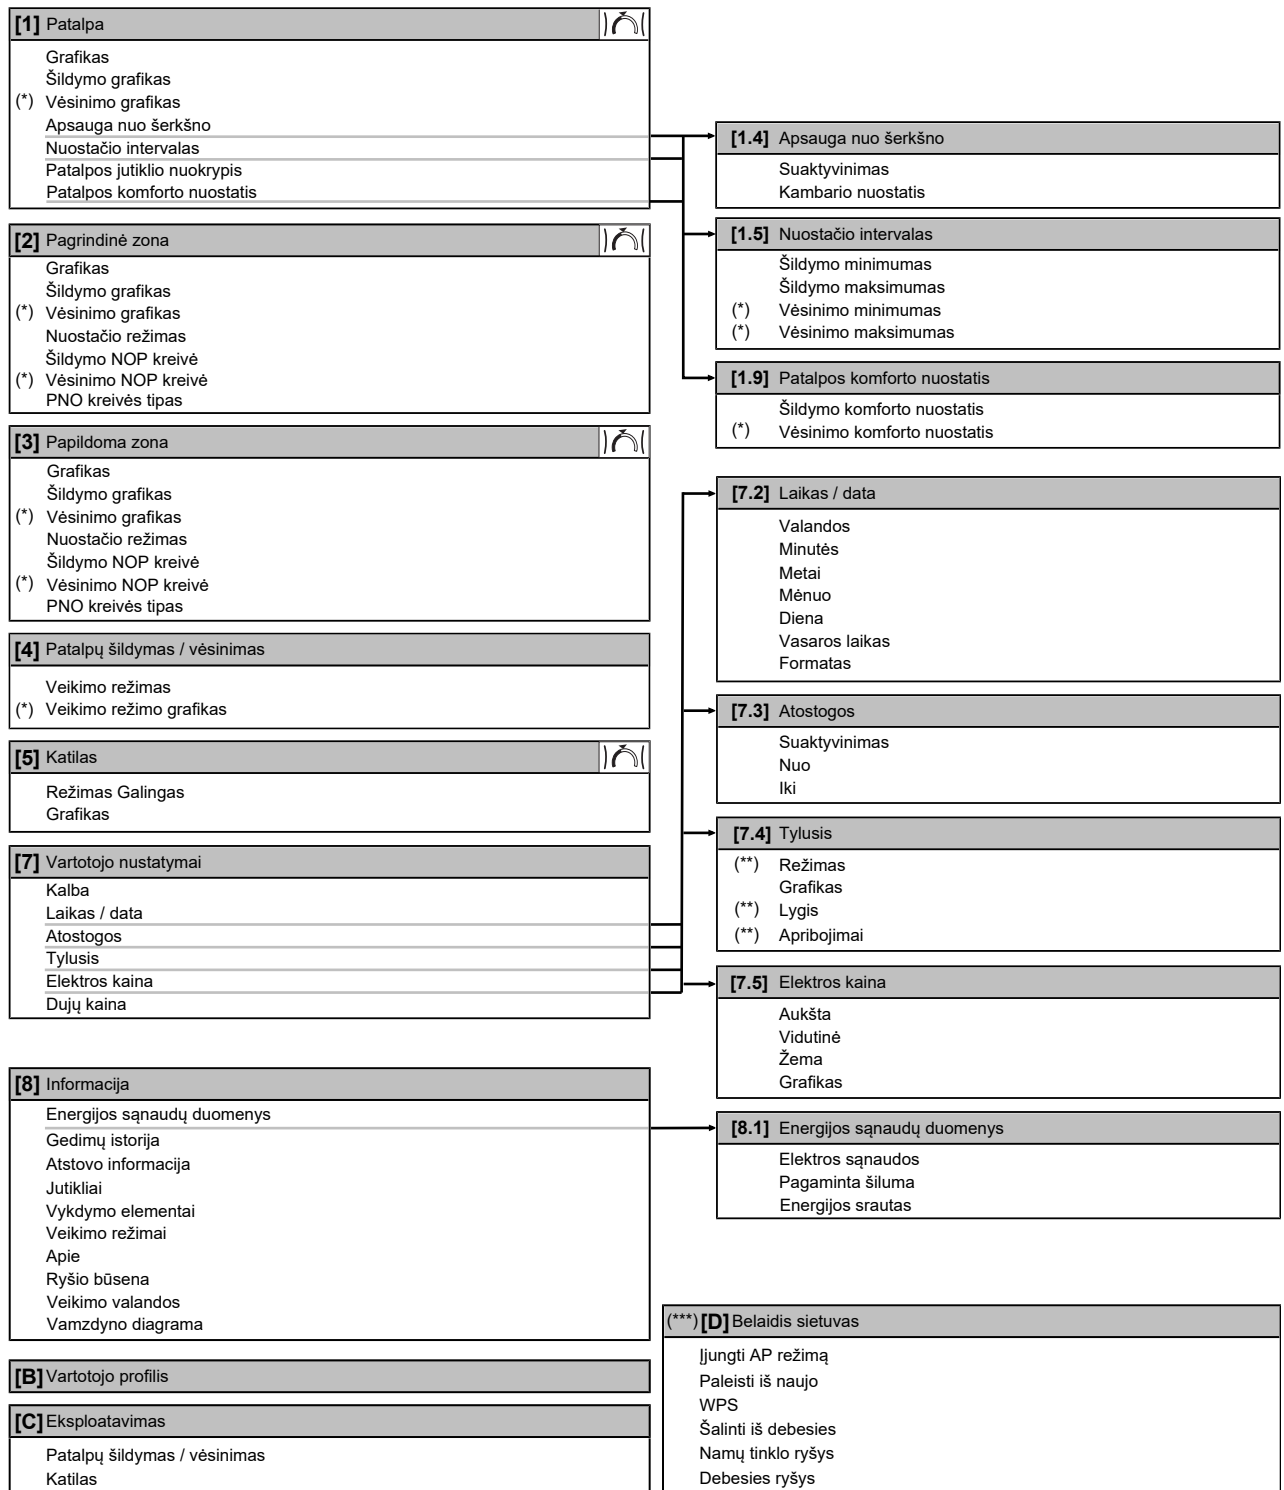 [1] Patalpa
Grafikas
Šildymo grafikas
(*) Vėsinimo grafikas
Apsauga nuo šerkšno
Nuostačio intervalas
Patalpos jutiklio nuokrypis
Patalpos komforto nuostatis
[2] Pagrindinė zona
Grafikas
Šildymo grafikas
(*) Vėsinimo grafikas
Nuostačio režimas
Šildymo NOP kreivė
(*) Vėsinimo NOP kreivė
PNO kreivės tipas
[3] Papildoma zona
Grafikas
Šildymo grafikas
(*) Vėsinimo grafikas
Nuostačio režimas
Šildymo NOP kreivė
(*) Vėsinimo NOP kreivė
PNO kreivės tipas
[4] Patalpų šildymas / vėsinimas
Veikimo režimas
(*) Veikimo režimo grafikas
[5] Katilas
Režimas Galingas
Grafikas
[7] Vartotojo nustatymai
Kalba
Laikas / data
Atostogos
Tylusis
Elektros kaina
Dujų kaina
[8] Informacija
Energijos sąnaudų duomenys
Gedimų istorija
Atstovo informacija
Jutikliai
Vykdymo elementai
Veikimo režimai
Apie
Ryšio būsena
Veikimo valandos
Vamzdyno diagrama
[B] Vartotojo profilis
[C] Eksploatavimas
Patalpų šildymas / vėsinimas
Katilas
[1.4] Apsauga nuo šerkšno
Suaktyvinimas
Kambario nuostatis
[1.5] Nuostačio intervalas
Šildymo minimumas
Šildymo maksimumas
(*) Vėsinimo minimumas
(*) Vėsinimo maksimumas
[1.9] Patalpos komforto nuostatis
Šildymo komforto nuostatis
(*) Vėsinimo komforto nuostatis
[7.2] Laikas / data
Valandos
Minutės
Metai
Mėnuo
Diena
Vasaros laikas
Formatas
[7.3] Atostogos
Suaktyvinimas
Nuo
Iki
[7.4] Tylusis
(**) Režimas
Grafikas
(**) Lygis
(**) Apribojimai
[7.5] Elektros kaina
Aukšta
Vidutinė
Žema
Grafikas
[8.1] Energijos sąnaudų duomenys
Elektros sąnaudos
Pagaminta šiluma
Energijos srautas
(***) [D] Belaidis sietuvas
Įjungti AP režimą
Paleisti iš naujo
WPS
Šalinti iš debesies
Namų tinklo ryšys
Debesies ryšys